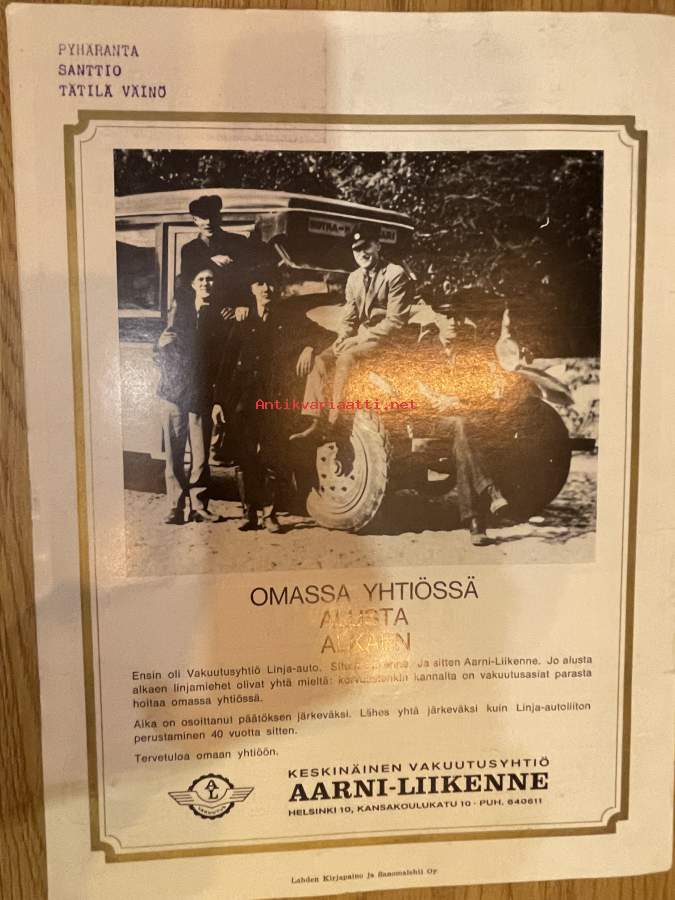 PYHÄRANTA
SANTTIO
TÄTILÄ VÄINÖ
Antikvariaatti.net
OMASSA YHTIÖSSÄ
ALUSTA
ALKAEN
Ensin oli Vakuutusyhtiö Linja-auto. Ja sitten Aarni-Liikenne. Jo alusta
alkaen linjamiehet olivat yhtä mieltä: kannalta on vakuutusasiat parasta
hoitaa omassa yhtiössä.
Aika on osoittanut päätöksen järkeväksi. Lähes yhtä järkeväksi kuin Linja-autoliiton
perustaminen 40 vuotta sitten.
Tervetuloa omaan yhtiöön.
KESKINÄINEN VAKUUTUSYHTIÖ
AARNI-LIIKENNE
HELSINKI 10, KANSAKOULUKATU 10 - PUH. 640611
AL
Lahden Kirjapaino ja Sanomalehti Oy